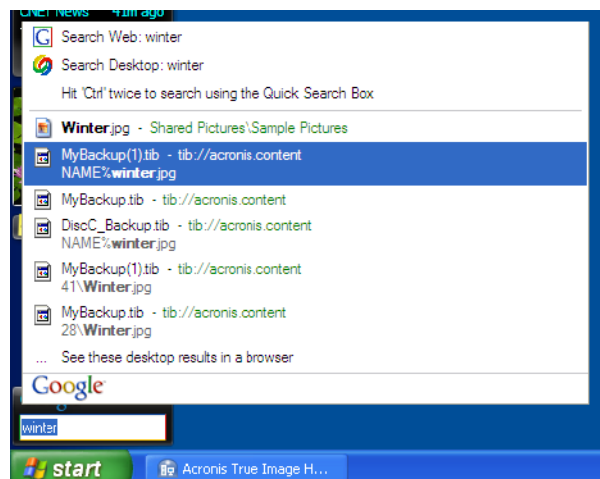 CNET News 41m ago
Search Web: winter
Search Desktop: winter
Hit 'Ctrl' twice to search using the Quick Search Box
Winter.jpg - Shared Pictures\Sample Pictures
MyBackup(1).tib - tib://acronis.content
NAME%winter.jpg
MyBackup.tib - tib://acronis.content
DiscC_Backup.tib - tib://acronis.content
NAME%winter.jpg
MyBackup(1).tib - tib://acronis.content
41\Winter.jpg
MyBackup.tib - tib://acronis.content
28\Winter.jpg
... See these desktop results in a browser
Google
winter
start Acronis True Image H...